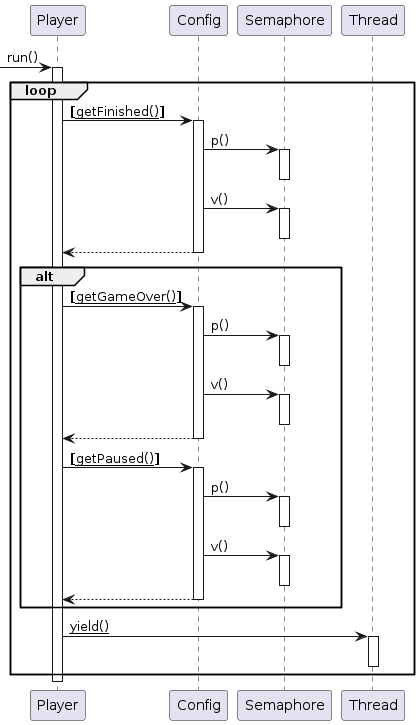 Player Config Semaphore Thread
run()
loop
[getFinished()]
p()
v()
alt
[getGameOver()]
p()
v()
[getPaused()]
p()
v()
yield()
Player Config Semaphore Thread